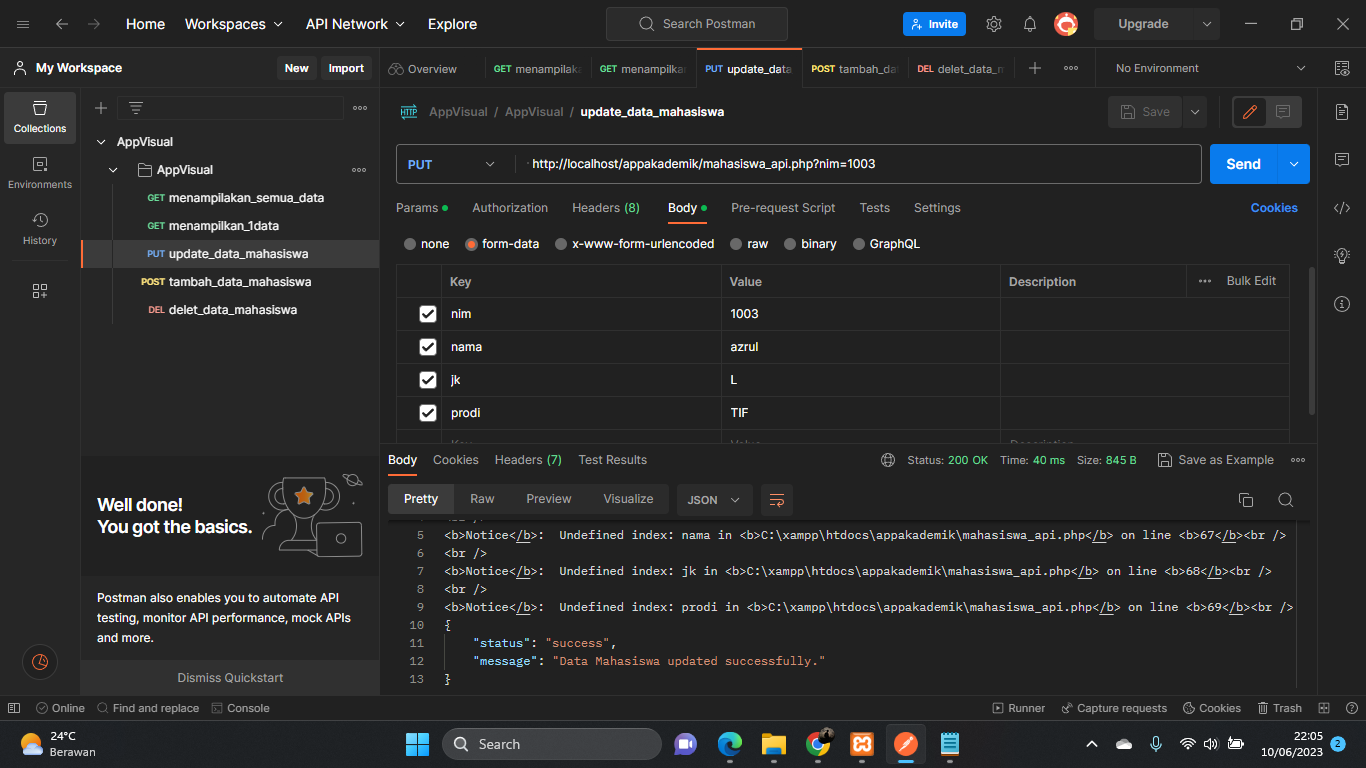 Home Workspaces API Network Explore Search Postman Invite Upgrade
My Workspace New Import Overview GET menampilak GET menampilkan PUT update_data POST tambah_da DEL delet_data_m No Environment
Collections
Environments
History
AppVisual
AppVisual
GET menampilakan_semua_data
GET menampilkan_1data
PUT update_data_mahasiswa
POST tambah_data_mahasiswa
DEL delet_data_mahasiswa
Well done!
You got the basics.
Postman also enables you to automate API
testing, monitor API performance, mock APIs
and more.
Dismiss Quickstart
HTTP AppVisual / AppVisual / update_data_mahasiswa Save
PUT http://localhost/appakademik/mahasiswa_api.php?nim=1003 Send
Params Authorization Headers (8) Body Pre-request Script Tests Settings Cookies
none form-data x-www-form-urlencoded raw binary GraphQL
Key Value Description Bulk Edit
nim 1003
nama azrul
jk L
prodi TIF
Key Value Description
Body Cookies Headers (7) Test Results Status: 200 OK Time: 40 ms Size: 845 B Save as Example
Pretty Raw Preview Visualize JSON
5 <b>Notice</b>:  Undefined index: nama in <b>C:\xampp\htdocs\appakademik\mahasiswa_api.php</b> on line <b>67</b><br />
6 <br />
7 <b>Notice</b>:  Undefined index: jk in <b>C:\xampp\htdocs\appakademik\mahasiswa_api.php</b> on line <b>68</b><br />
8 <br />
9 <b>Notice</b>:  Undefined index: prodi in <b>C:\xampp\htdocs\appakademik\mahasiswa_api.php</b> on line <b>69</b><br />
10 {
11 "status": "success",
12 "message": "Data Mahasiswa updated successfully."
13 }
Online Find and replace Console Runner Capture requests Cookies Trash
24°C
Berawan
Search
22:05
10/06/2023
2